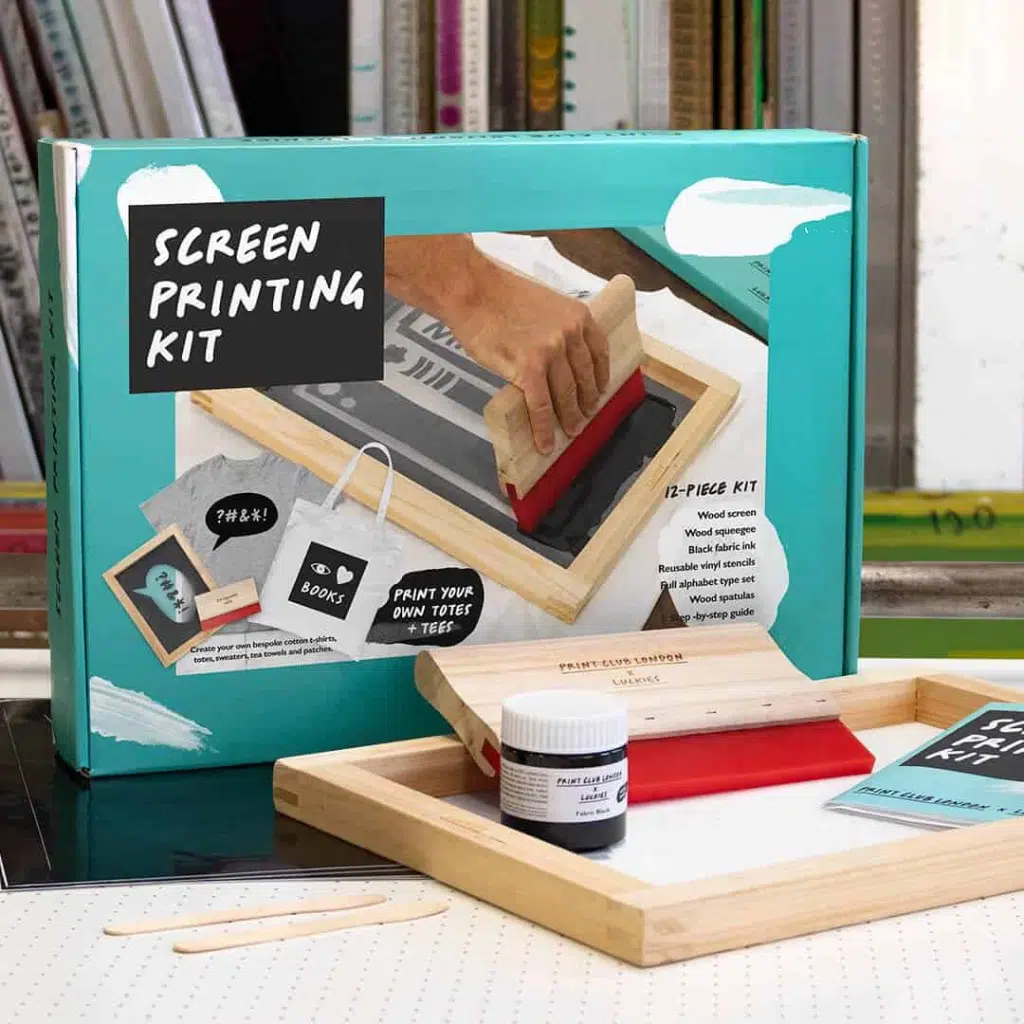 SCREEN
PRINTING
KIT
SCREEN PRINTING KIT
?#&*!
?#&*!
BOOKS
PRINT YOUR
OWN TOTES
+ TEES
Create your own bespoke cotton t-shirts,
totes, sweaters, tea towels and patches.
12-PIECE KIT
Wood screen
Wood squeegee
Black fabric ink
Reusable vinyl stencils
Full alphabet type set
Wood spatulas
Step -by-step guide
PRINT CLUB LONDON
X
LUCKIES
PRINT CLUB LONDON
X
LUCKIES
Fabric Black
KIT
PRINT CLUB LONDON X